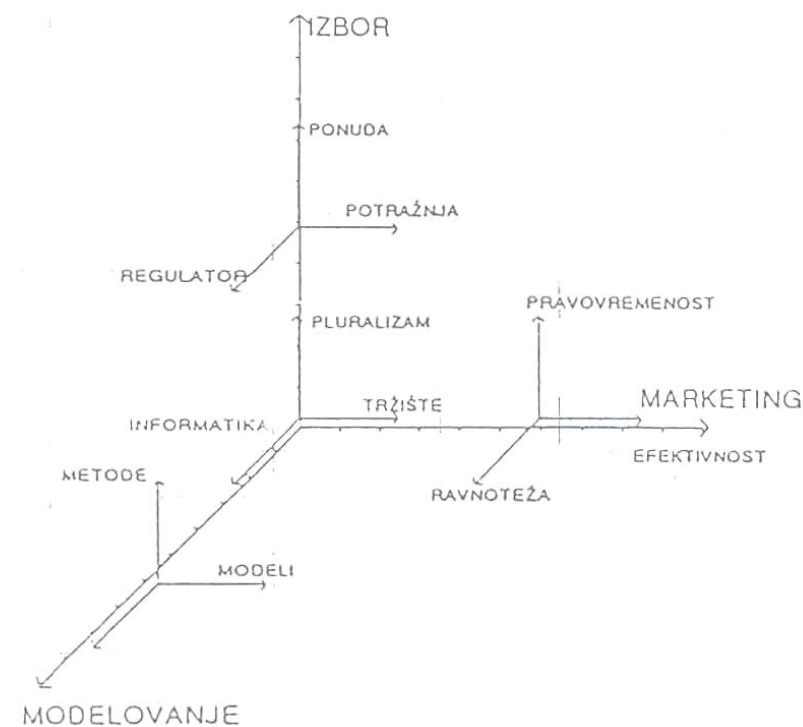 IZBOR
PONUDA
POTRAŽNJA
REGULATOR
PRAVOVREMENOST
PLURALIZAM
MARKETING
TRŽIŠTE
INFORMATIKA
EFEKTIVNOST
METODE
RAVNOTEŽA
MODELI
MODELOVANJE